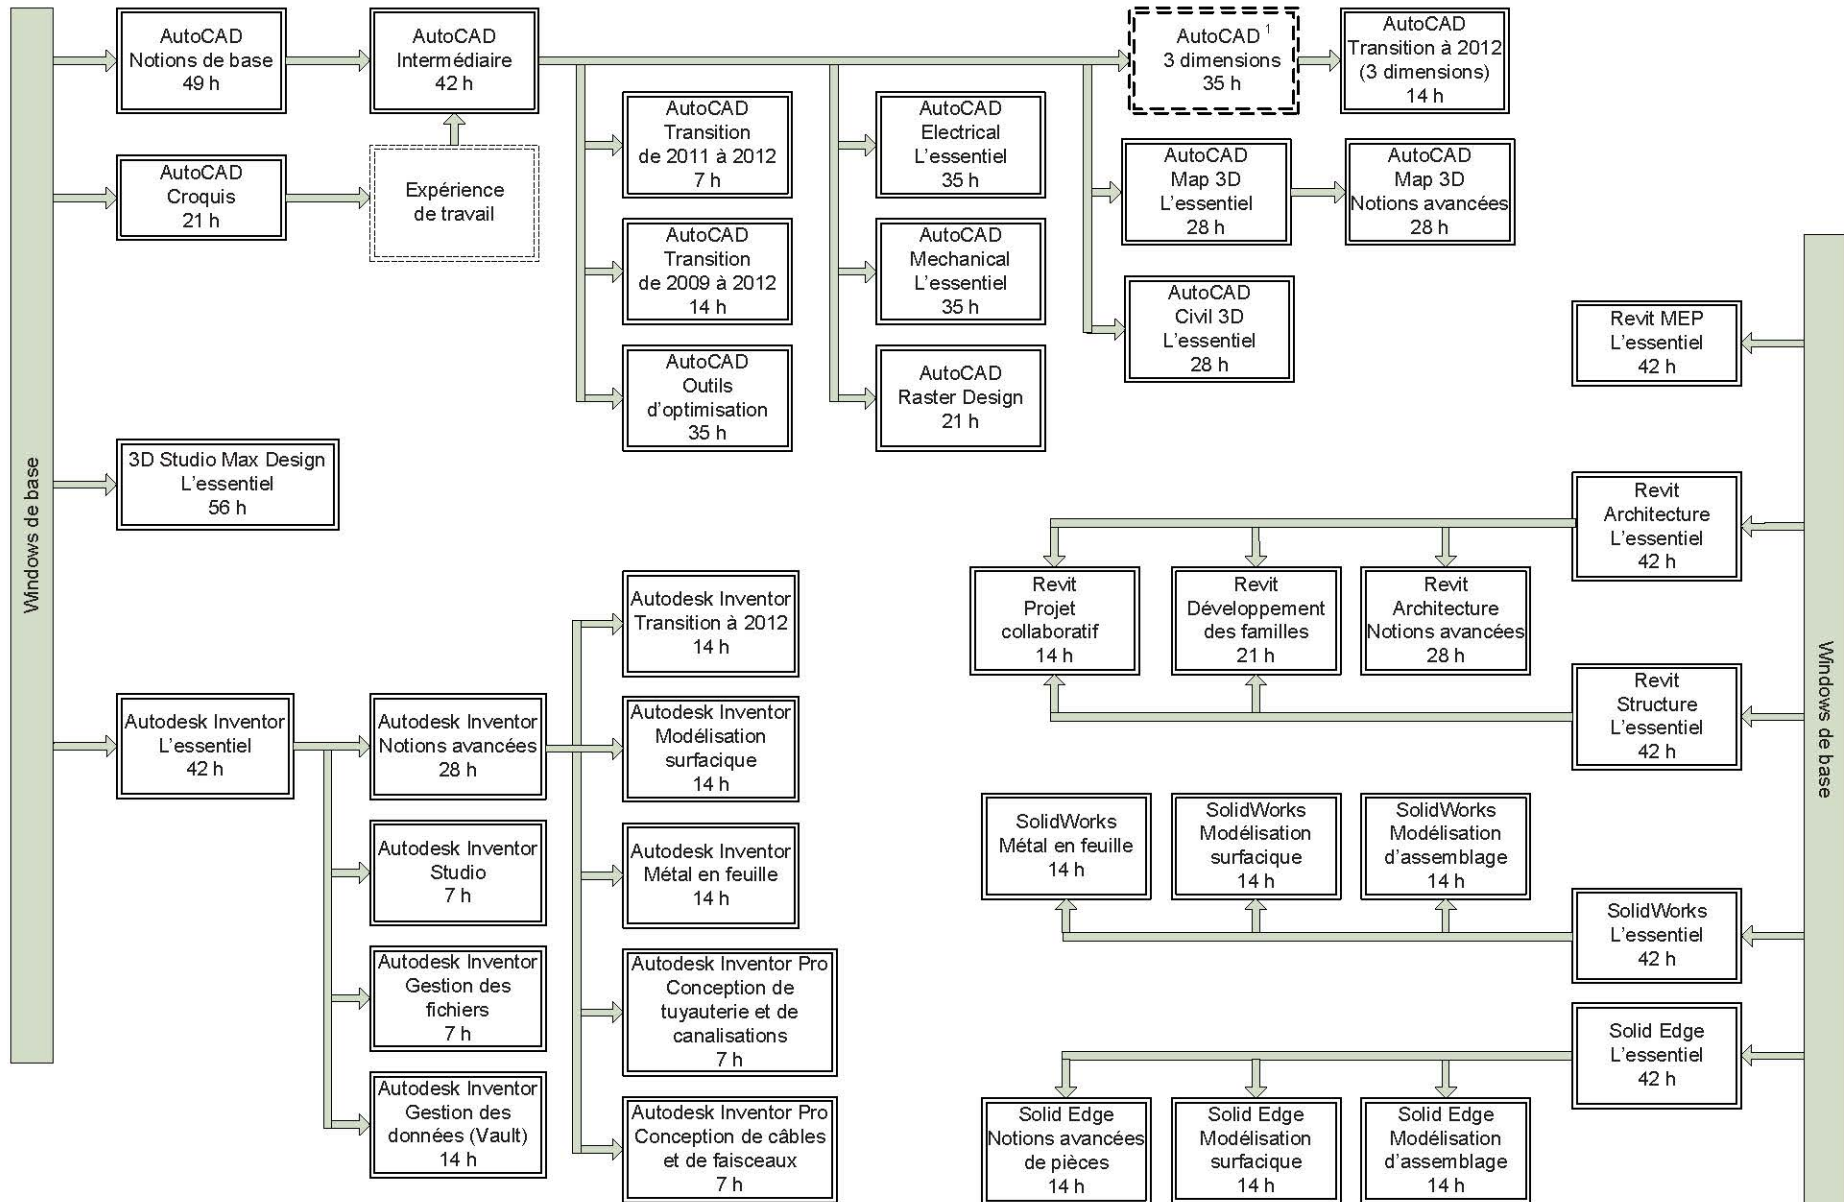 Windows de base
AutoCAD
Notions de base
49 h
AutoCAD
Intermédiaire
42 h
AutoCAD 1
3 dimensions
35 h
AutoCAD
Transition à 2012
(3 dimensions)
14 h
AutoCAD
Croquis
21 h
Expérience
de travail
AutoCAD
Transition
de 2011 à 2012
7 h
AutoCAD
Electrical
L'essentiel
35 h
AutoCAD
Map 3D
L'essentiel
28 h
AutoCAD
Map 3D
Notions avancées
28 h
AutoCAD
Transition
de 2009 à 2012
14 h
AutoCAD
Mechanical
L'essentiel
35 h
AutoCAD
Civil 3D
L'essentiel
28 h
AutoCAD
Outils
d'optimisation
35 h
AutoCAD
Raster Design
21 h
3D Studio Max Design
L'essentiel
56 h
Autodesk Inventor
L'essentiel
42 h
Autodesk Inventor
Notions avancées
28 h
Autodesk Inventor
Studio
7 h
Autodesk Inventor
Gestion des
fichiers
7 h
Autodesk Inventor
Gestion des
données (Vault)
14 h
Autodesk Inventor
Transition à 2012
14 h
Autodesk Inventor
Modélisation
surfacique
14 h
Autodesk Inventor
Métal en feuille
14 h
Autodesk Inventor Pro
Conception de
tuyauterie et de
canalisations
7 h
Autodesk Inventor Pro
Conception de câbles
et de faisceaux
7 h
Windows de base
Revit MEP
L'essentiel
42 h
Revit
Architecture
L'essentiel
42 h
Revit
Projet
collaboratif
14 h
Revit
Développement
des familles
21 h
Revit
Architecture
Notions avancées
28 h
Revit
Structure
L'essentiel
42 h
SolidWorks
Métal en feuille
14 h
SolidWorks
Modélisation
surfacique
14 h
SolidWorks
Modélisation
d'assemblage
14 h
SolidWorks
L'essentiel
42 h
Solid Edge
L'essentiel
42 h
Solid Edge
Notions avancées
de pièces
14 h
Solid Edge
Modélisation
surfacique
14 h
Solid Edge
Modélisation
d'assemblage
14 h